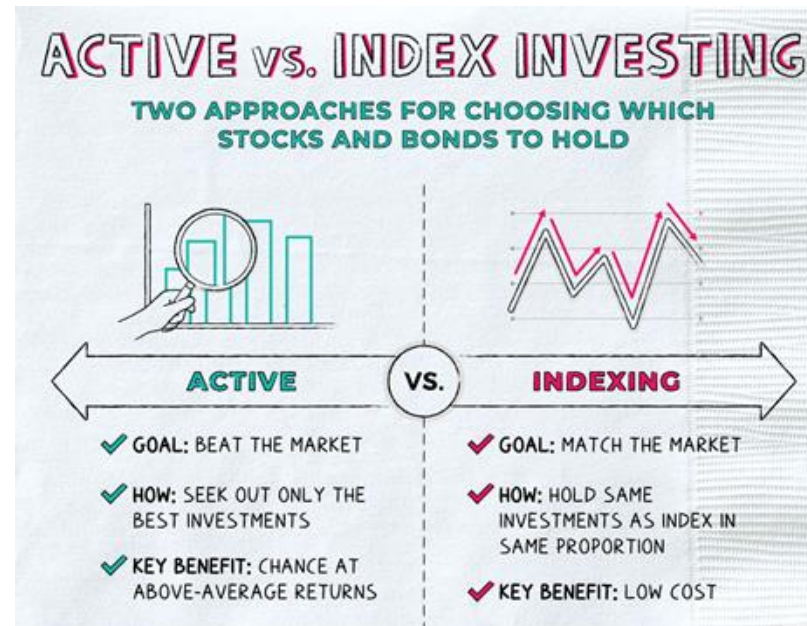 ACTIVE vs. INDEX INVESTING
TWO APPROACHES FOR CHOOSING WHICH
STOCKS AND BONDS TO HOLD
ACTIVE
VS.
INDEXING
GOAL: BEAT THE MARKET
HOW: SEEK OUT ONLY THE
BEST INVESTMENTS
KEY BENEFIT: CHANCE AT
ABOVE-AVERAGE RETURNS
GOAL: MATCH THE MARKET
HOW: HOLD SAME
INVESTMENTS AS INDEX IN
SAME PROPORTION
KEY BENEFIT: LOW COST